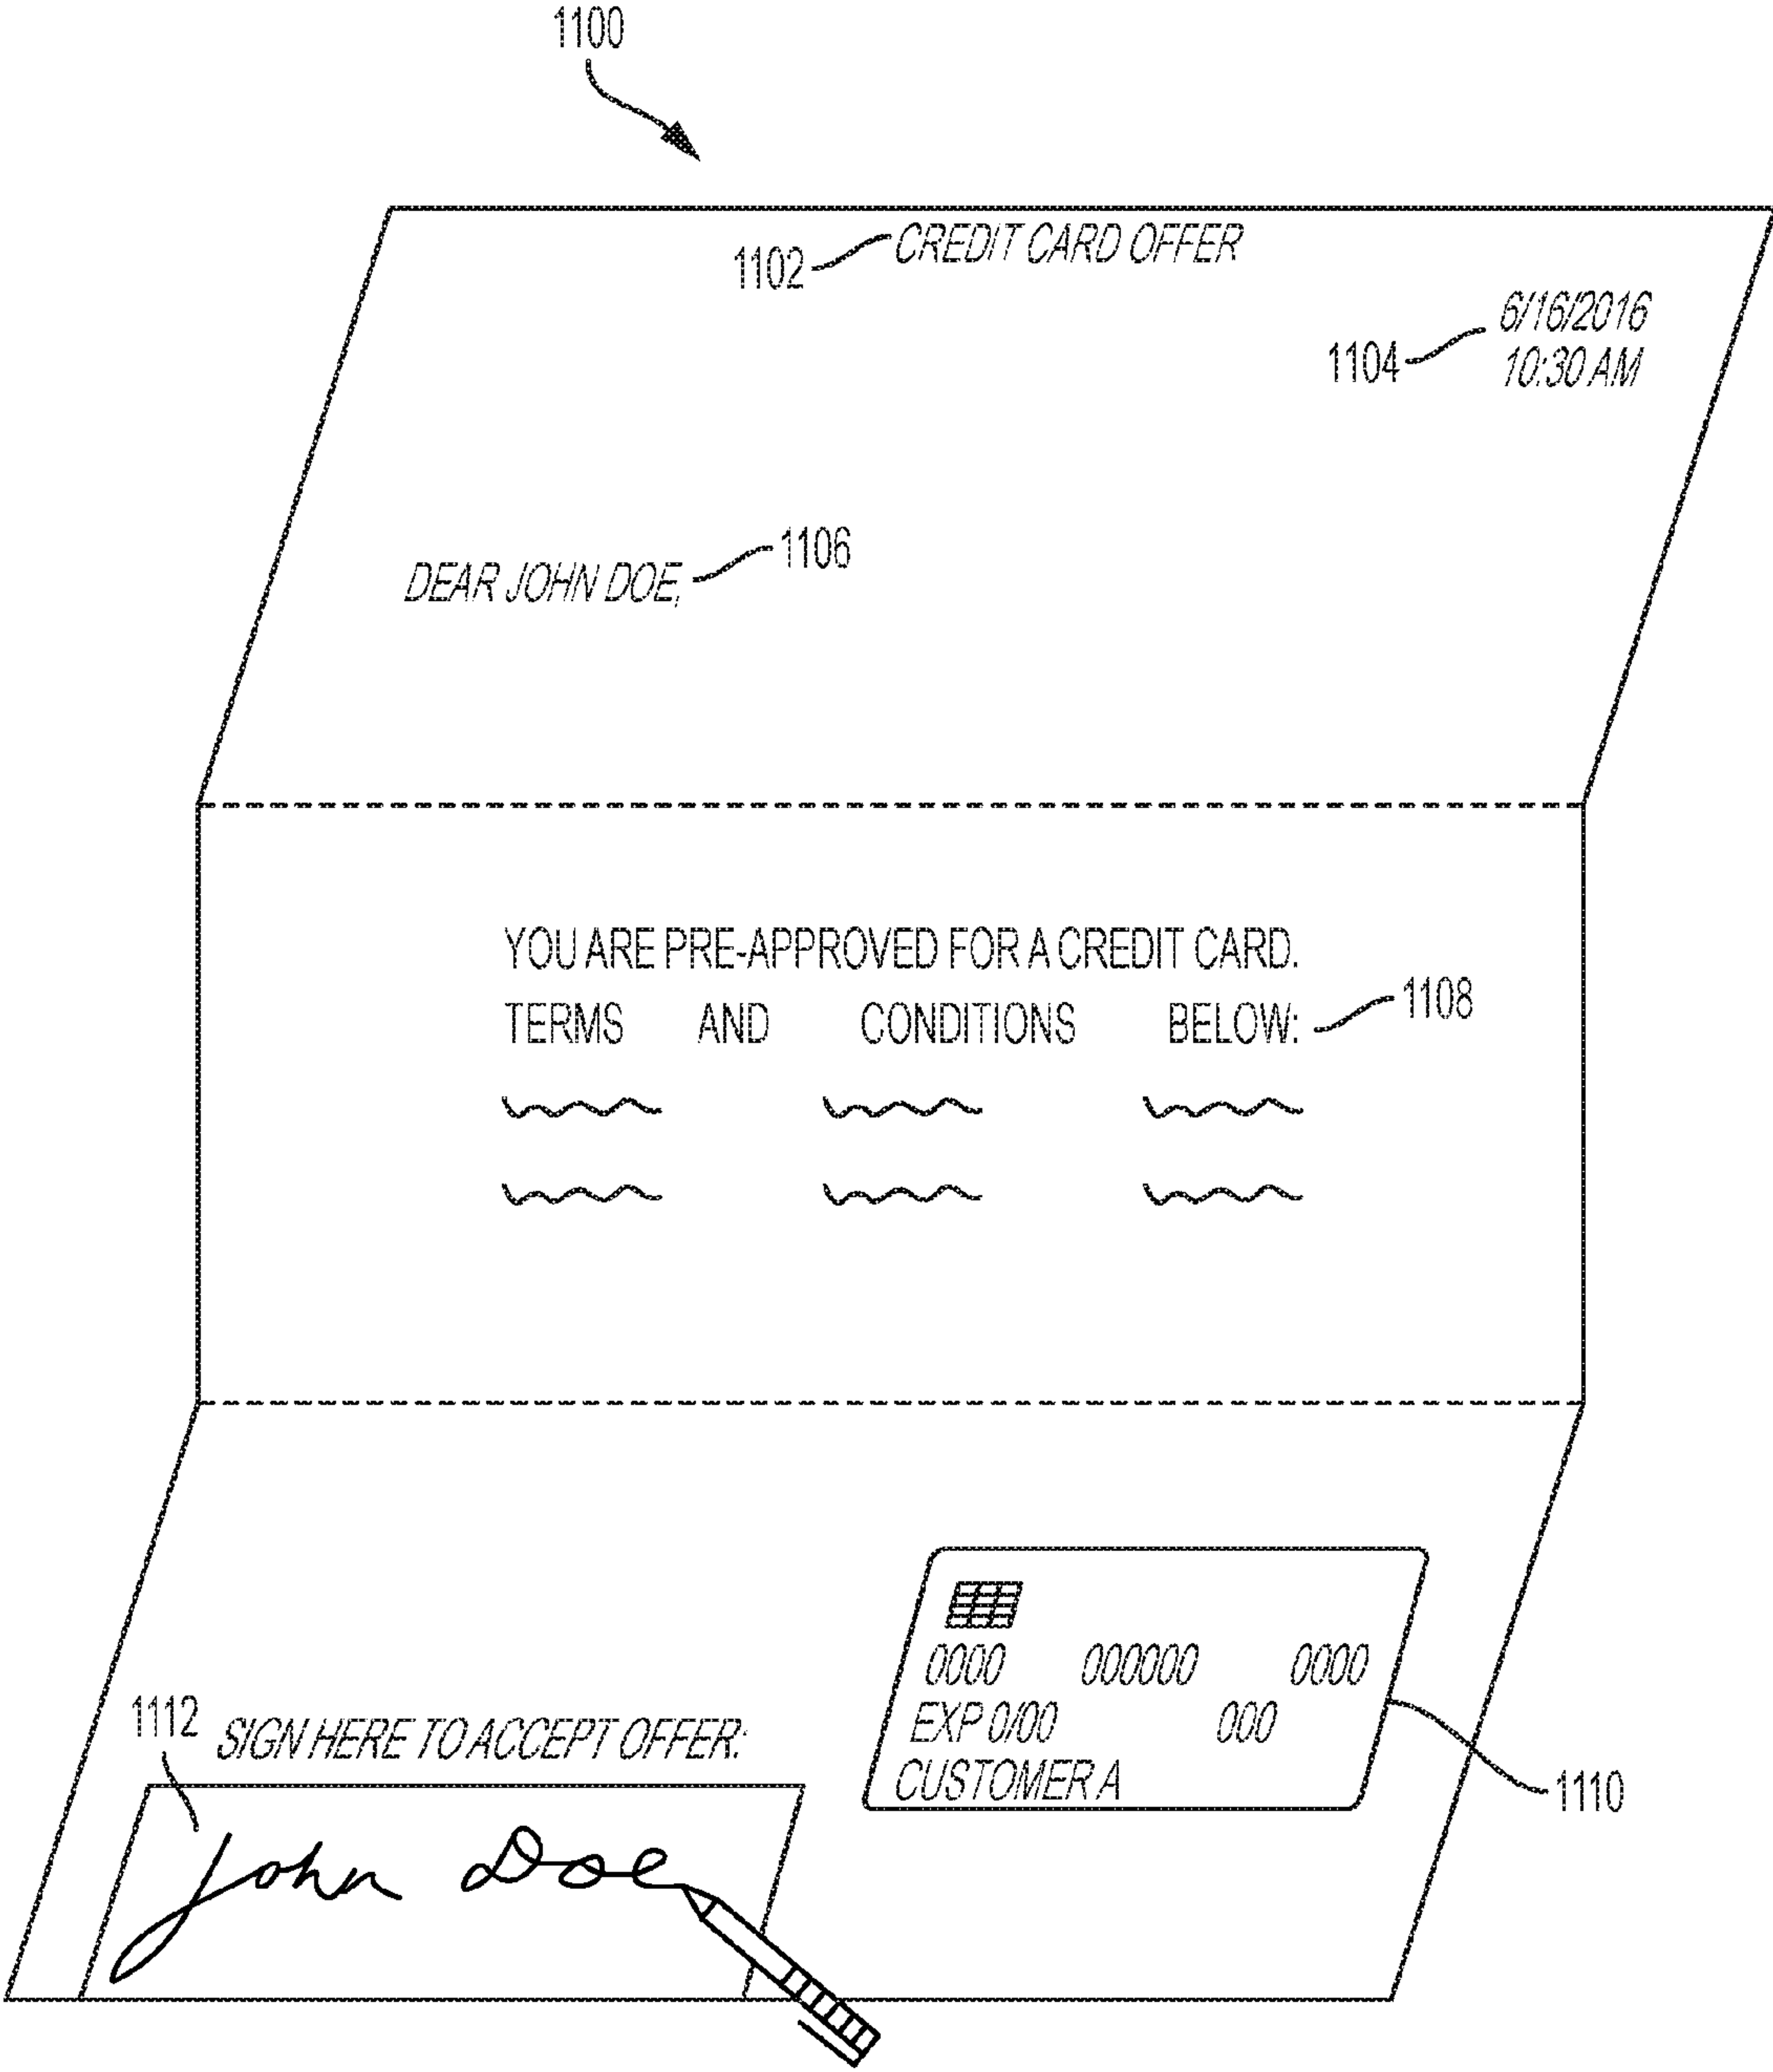 1100
1102 CREDIT CARD OFFER
6/16/2016
1104 10:30 AM
1106
DEAR JOHN DOE,
YOU ARE PRE-APPROVED FOR A CREDIT CARD.
TERMS AND CONDITIONS BELOW:
1108
0000 000000 0000
EXP 0/00 000
CUSTOMER A
1110
1112
SIGN HERE TO ACCEPT OFFER:
John Doe